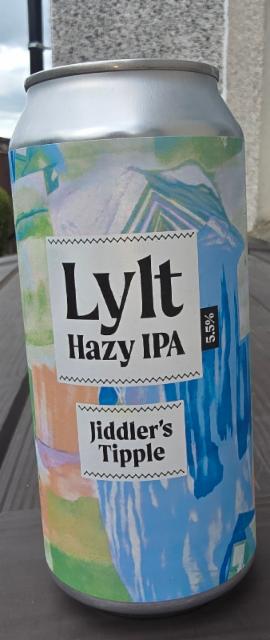 Lylt
Hazy IPA
5.5%
Jiddler's
Tipple